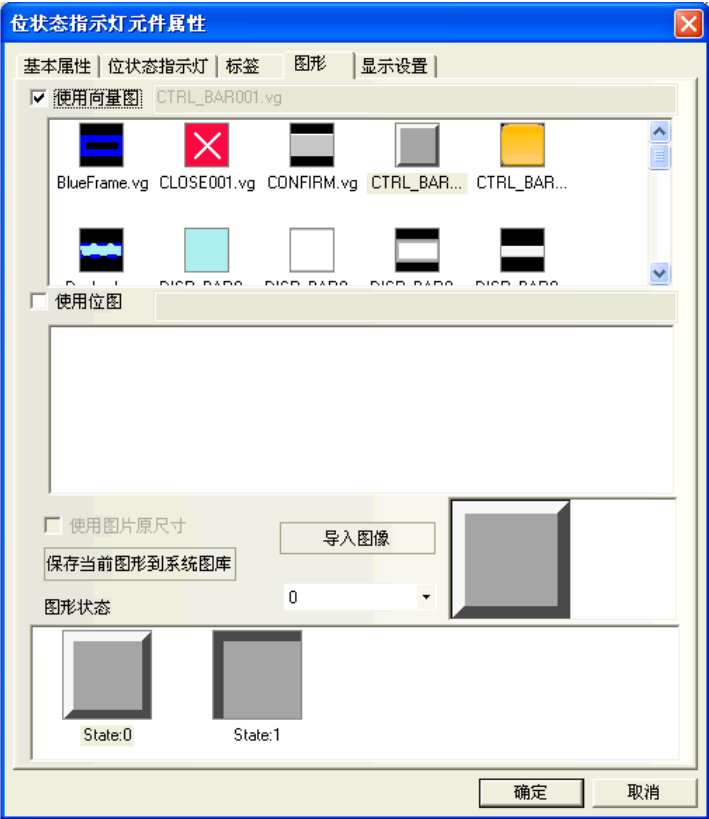 位状态指示灯元件属性
基本属性 位状态指示灯 标签 图形 显示设置
使用向量图 CTRL_BAR001.vg
BlueFrame.vg CLOSE001.vg CONFIRM.vg CTRL_BAR... CTRL_BAR...
使用位图
使用图片原尺寸
导入图像
保存当前图形到系统图库
0
图形状态
State:0 State:1
确定 取消